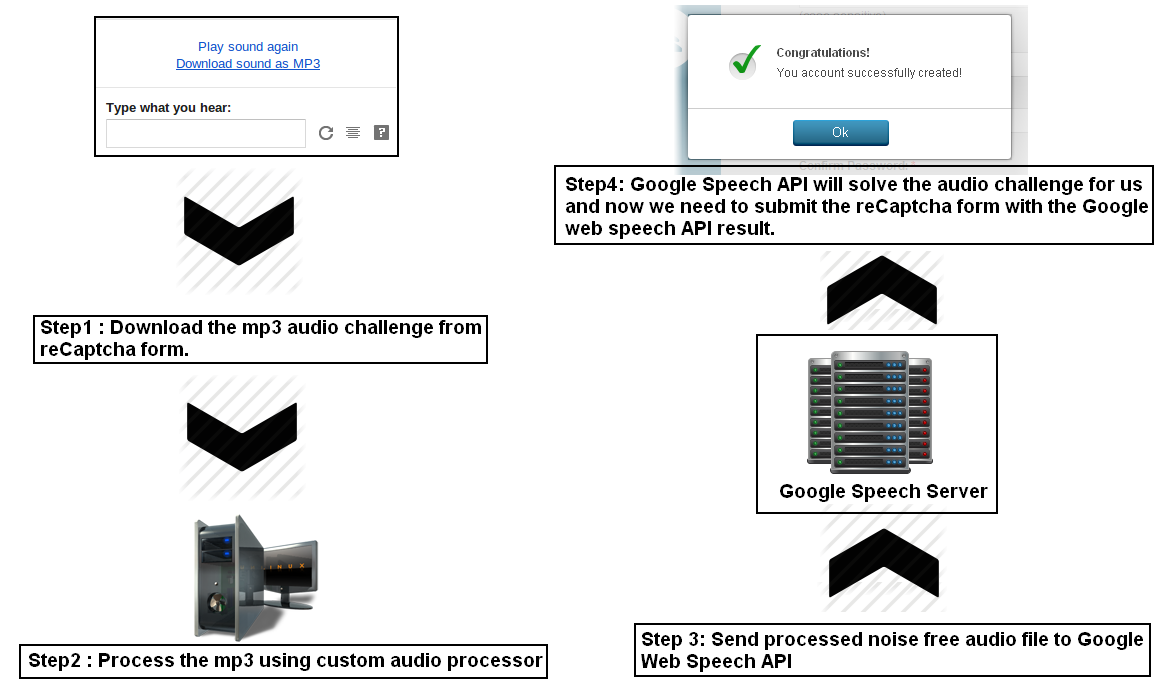 Play sound again
Download sound as MP3
Type what you hear:
?
Step1 : Download the mp3 audio challenge from
reCaptcha form.
INUX
Step2 : Process the mp3 using custom audio processor
Step 3: Send processed noise free audio file to Google
Web Speech API
Google Speech Server
Step4: Google Speech API will solve the audio challenge for us
and now we need to submit the reCaptcha form with the Google
web speech API result.
(case sensitive)
Congratulations!
You account successfully created!
Ok
Confirm Password: *